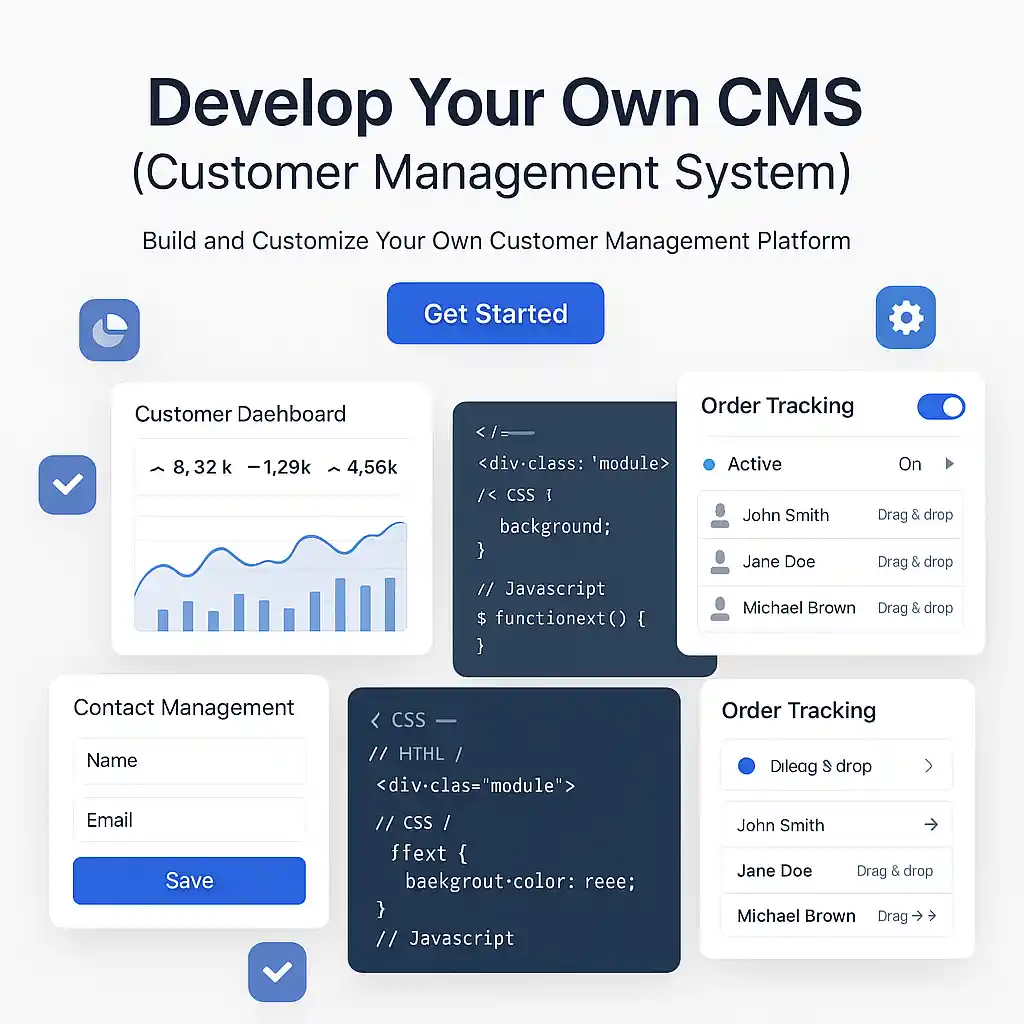 Develop Your Own CMS
(Customer Management System)
Build and Customize Your Own Customer Management Platform
Get Started
Customer Daehboard
8, 32 k –1,29k 4,56k
</=
<div·class: 'module>
/< CSS {
background;
}
// Javascript
$ functionext() {
}
Order Tracking
Active On
John Smith Drag & drop
Jane Doe Drag & drop
Michael Brown Drag & drop
Contact Management
Name
Email
Save
< CSS —
// HTHL /
<div·clas="module">
// CSS /
ffext {
baekgrout·color: reee;
}
// Javascript
Order Tracking
drop
John Smith →
Jane Doe Drag & drop
Michael Brown Drag → →